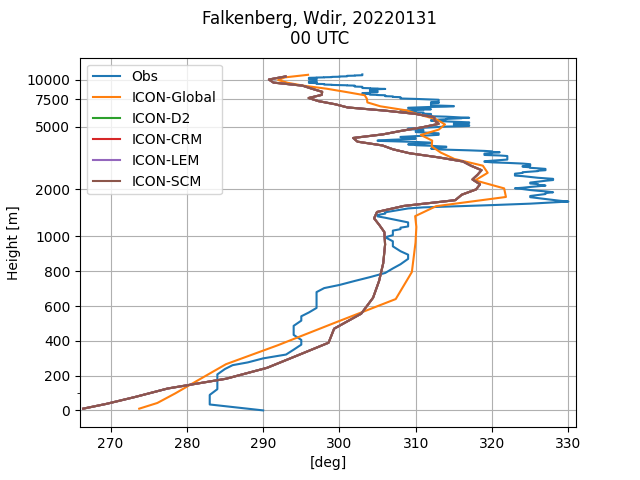 Falkenberg, Wdir, 20220131
00 UTC
Obs
ICON-Global
ICON-D2
ICON-CRM
ICON-LEM
ICON-SCM
10000
7500
5000
2000
1000
800
600
400
200
0
Height [m]
270
280
290
300
310
320
330
[deg]